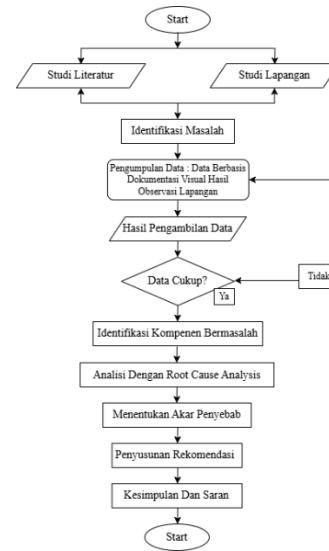 Start
Studi Literatur
Studi Lapangan
Identifikasi Masalah
Pengumpulan Data : Data Berbasis
Dokumentasi Visual Hasil
Observasi Lapangan
Hasil Pengambilan Data
Data Cukup?
Tidak
Ya
Identifikasi Kompenen Bermasalah
Analisi Dengan Root Cause Analysis
Menentukan Akar Penyebab
Penyusunan Rekomendasi
Kesimpulan Dan Saran
Start